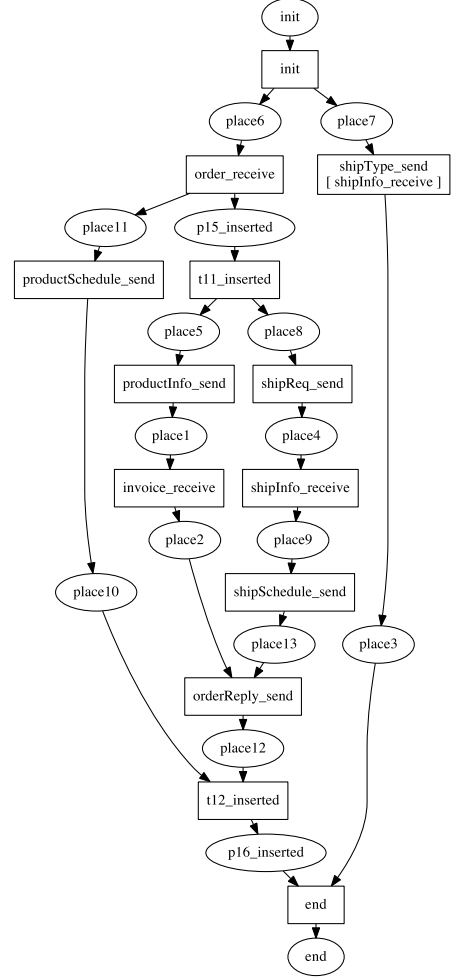 init
init
place6
place7
order_receive
shipType_send
[ shipInfo_receive ]
place11
p15_inserted
productSchedule_send
t11_inserted
place5
place8
productInfo_send
shipReq_send
place1
place4
invoice_receive
shipInfo_receive
place2
place9
place10
shipSchedule_send
place13
place3
orderReply_send
place12
t12_inserted
p16_inserted
end
end